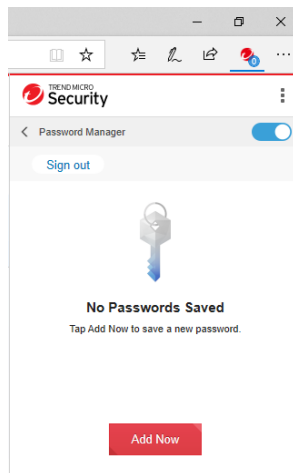 0
TREND MICRO
Security
Password Manager
Sign out
No Passwords Saved
Tap Add Now to save a new password.
Add Now